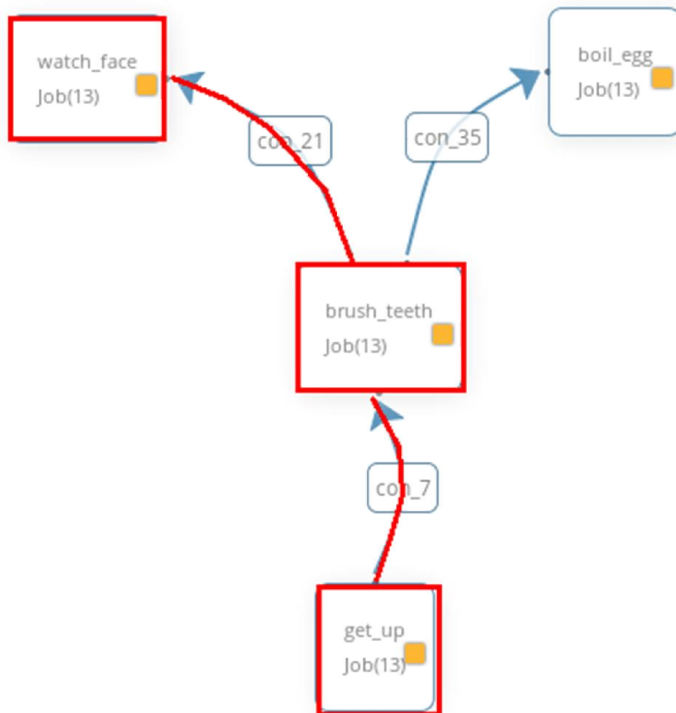 watch_face
Job(13)
boil_egg
Job(13)
con_21
con_35
brush_teeth
Job(13)
con_7
get_up
Job(13)